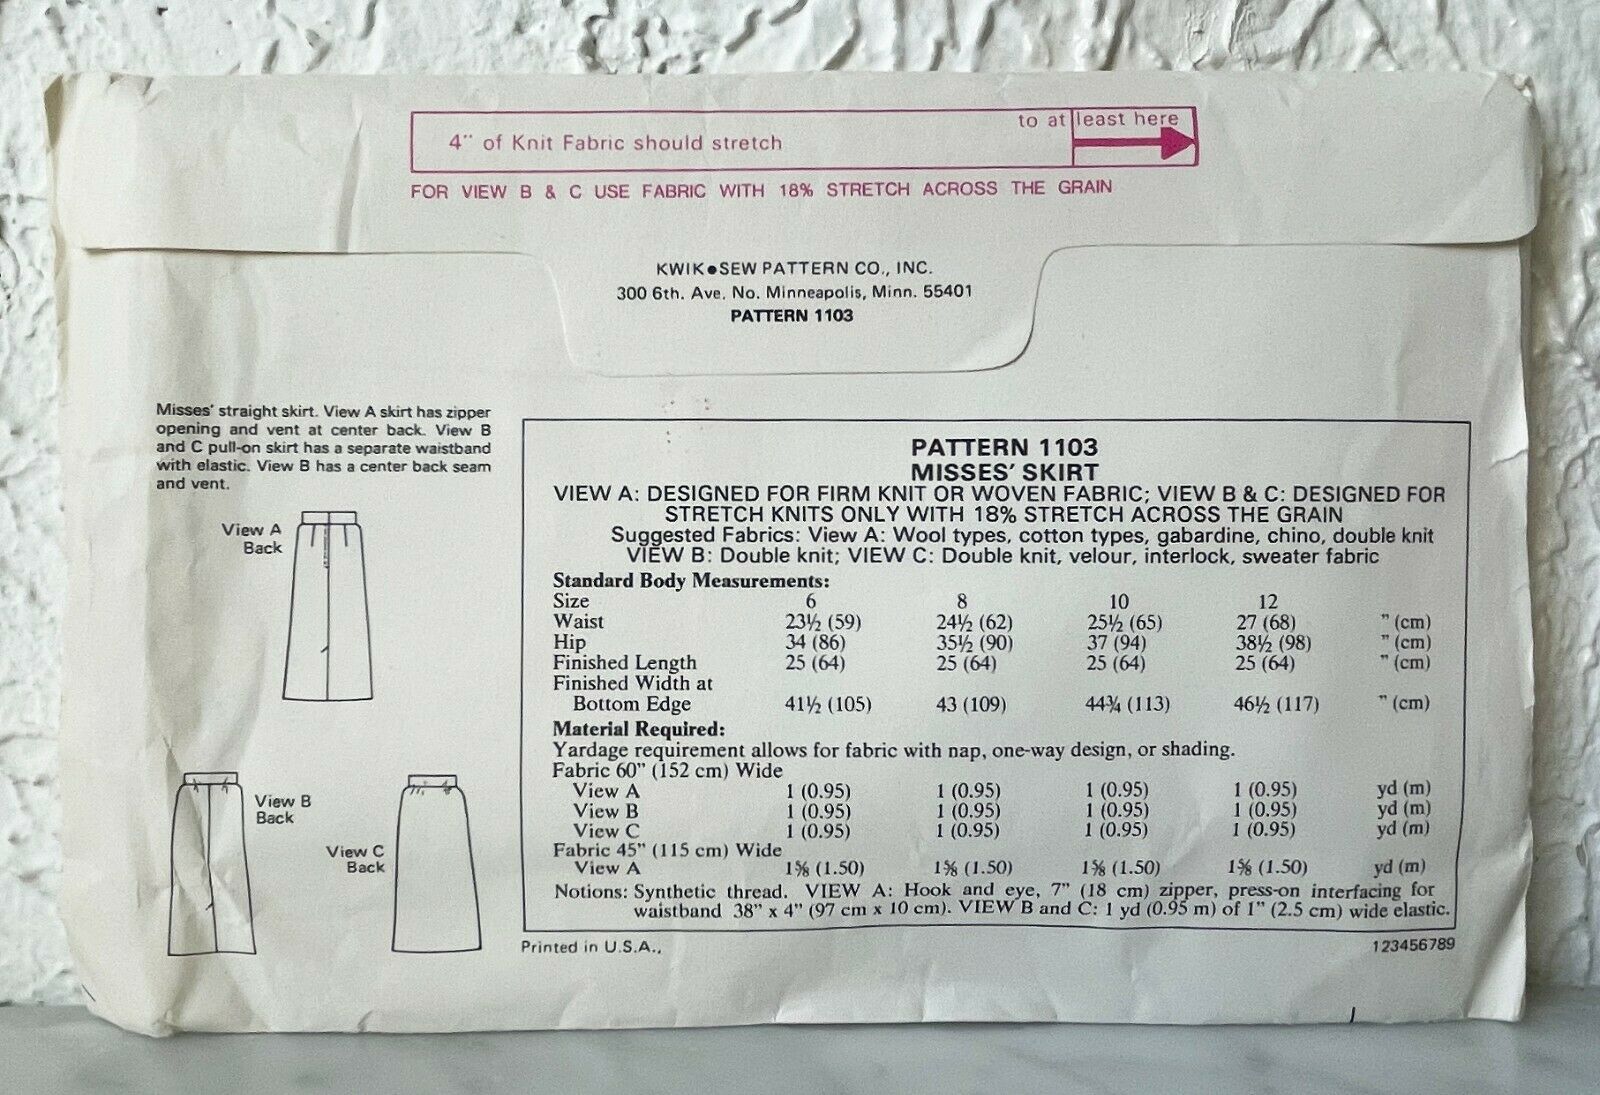 4" of Knit Fabric should stretch to at least here
FOR VIEW B & C USE FABRIC WITH 18% STRETCH ACROSS THE GRAIN
KWIK●SEW PATTERN CO., INC.
300 6th. Ave. No. Minneapolis, Minn. 55401
PATTERN 1103
Misses' straight skirt. View A skirt has zipper
opening and vent at center back. View B
and C pull-on skirt has a separate waistband
with elastic. View B has a center back seam
and vent.
View A
Back
View B
Back
View C
Back
PATTERN 1103
MISSES' SKIRT
VIEW A: DESIGNED FOR FIRM KNIT OR WOVEN FABRIC; VIEW B & C: DESIGNED FOR
STRETCH KNITS ONLY WITH 18% STRETCH ACROSS THE GRAIN
Suggested Fabrics: View A: Wool types, cotton types, gabardine, chino, double knit
VIEW B: Double knit; VIEW C: Double knit, velour, interlock, sweater fabric
Standard Body Measurements:
Size 6 8 10 12
Waist 23½ (59) 24½ (62) 25½ (65) 27 (68) " (cm)
Hip 34 (86) 35½ (90) 37 (94) 38½ (98) " (cm)
Finished Length 25 (64) 25 (64) 25 (64) 25 (64) " (cm)
Finished Width at
Bottom Edge 41½ (105) 43 (109) 44¾ (113) 46½ (117) " (cm)
Material Required:
Yardage requirement allows for fabric with nap, one-way design, or shading.
Fabric 60" (152 cm) Wide
View A 1 (0.95) 1 (0.95) 1 (0.95) 1 (0.95) yd (m)
View B 1 (0.95) 1 (0.95) 1 (0.95) 1 (0.95) yd (m)
View C 1 (0.95) 1 (0.95) 1 (0.95) 1 (0.95) yd (m)
Fabric 45" (115 cm) Wide
View A 1⅝ (1.50) 1⅝ (1.50) 1⅝ (1.50) 1⅝ (1.50) yd (m)
Notions: Synthetic thread. VIEW A: Hook and eye, 7" (18 cm) zipper, press-on interfacing for
waistband 38" x 4" (97 cm x 10 cm). VIEW B and C: 1 yd (0.95 m) of 1" (2.5 cm) wide elastic.
Printed in U.S.A.,
123456789